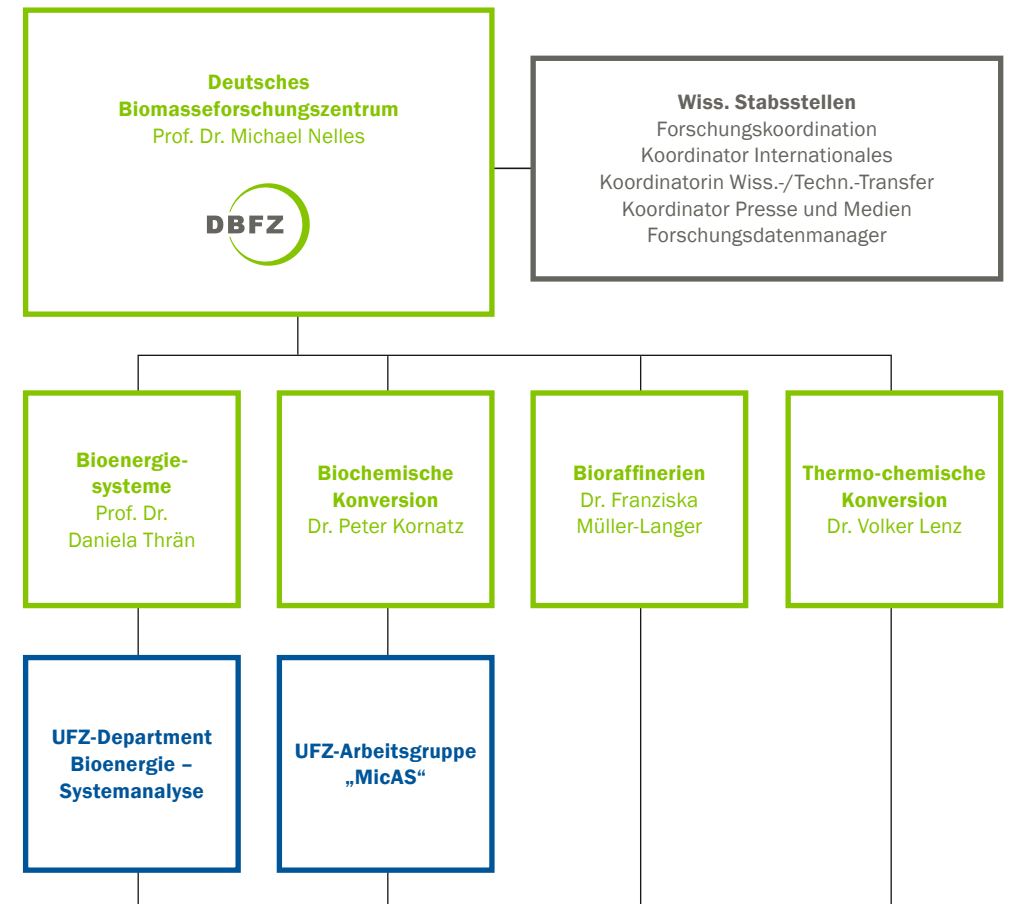 Deutsches
Biomasseforschungszentrum
Prof. Dr. Michael Nelles
DBFZ
Wiss. Stabsstellen
Forschungskoordination
Koordinator Internationales
Koordinatorin Wiss.-/Techn.-Transfer
Koordinator Presse und Medien
Forschungsdatenmanager
Bioenergie-
systeme
Prof. Dr.
Daniela Thrän
Biochemische
Konversion
Dr. Peter Kornatz
Bioraffinerien
Dr. Franziska
Müller-Langer
Thermo-chemische
Konversion
Dr. Volker Lenz
UFZ-Department
Bioenergie –
Systemanalyse
UFZ-Arbeitsgruppe
„MicAS“